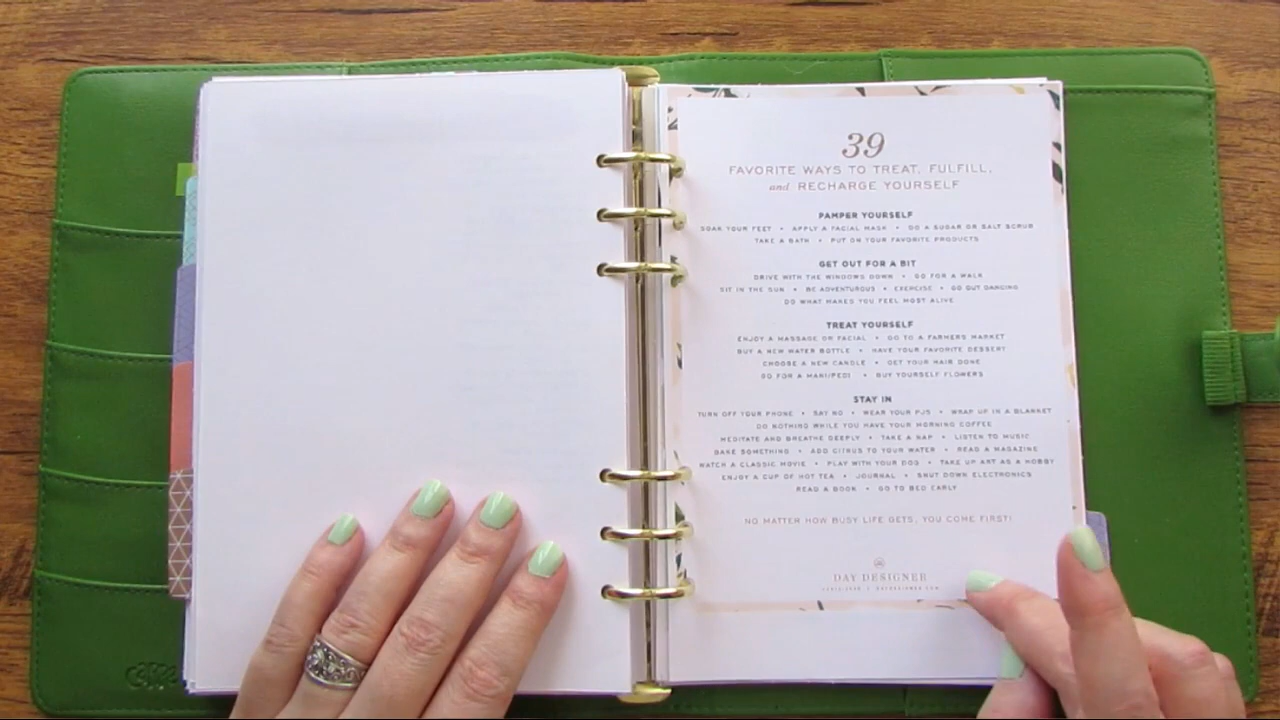 39
FAVORITE WAYS TO TREAT, FULFILL,
and RECHARGE YOURSELF
PAMPER YOURSELF
SOAK YOUR FEET • APPLY A FACIAL MASK • DO A SUGAR OR SALT SCRUB
TAKE A BATH • PUT ON YOUR FAVORITE PRODUCTS
GET OUT FOR A BIT
DRIVE WITH THE WINDOWS DOWN • GO FOR A WALK
SIT IN THE SUN • BE ADVENTUROUS • EXERCISE • GO OUT DANCING
DO WHAT MAKES YOU FEEL MOST ALIVE
TREAT YOURSELF
ENJOY A MASSAGE OR FACIAL • GO TO A FARMERS MARKET
BUY A NEW WATER BOTTLE • HAVE YOUR FAVORITE DESSERT
CHOOSE A NEW CANDLE • GET YOUR HAIR DONE
GO FOR A MANI/PEDI • BUY YOURSELF FLOWERS
STAY IN
TURN OFF YOUR PHONE • SAY NO • WEAR YOUR PJS • WRAP UP IN A BLANKET
DO NOTHING WHILE YOU HAVE YOUR MORNING COFFEE
MEDITATE AND BREATHE DEEPLY • TAKE A NAP • LISTEN TO MUSIC
BAKE SOMETHING • ADD CITRUS TO YOUR WATER • READ A MAGAZINE
WATCH A CLASSIC MOVIE • PLAY WITH YOUR DOG • TAKE UP ART AS A HOBBY
ENJOY A CUP OF HOT TEA • JOURNAL • SHUT DOWN ELECTRONICS
READ A BOOK • GO TO BED EARLY
NO MATTER HOW BUSY LIFE GETS, YOU COME FIRST!
DAY DESIGNER